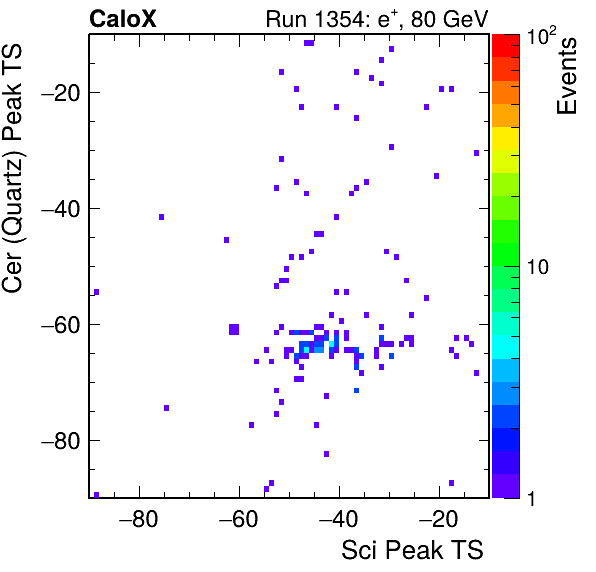 CaloX Run 1354: e⁺, 80 GeV
Cer (Quartz) Peak TS
−20
−40
−60
−80
−80 −60 −40 −20
Sci Peak TS
Events
10²
10
1